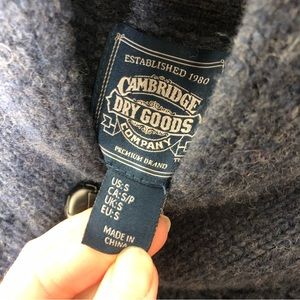 ESTABLISHED 1980
CAMBRIDGE
DRY GOODS
COMPANY
PREMIUM BRAND
US:S
CA:S/P
UK:S
EU:S
MADE IN
CHINA